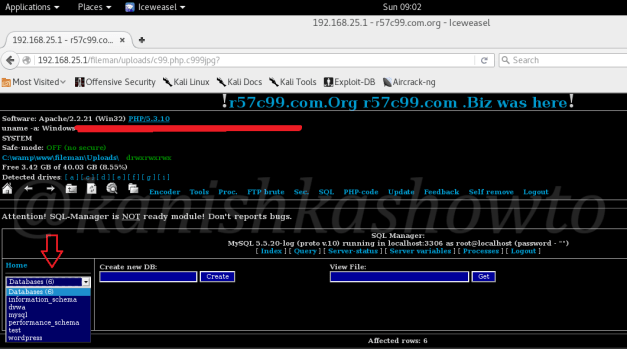 Applications Places Iceweasel Sun 09:02
192.168.25.1 - r57c99.com.org - Iceweasel
192.168.25.1 - r57c99.co...
192.168.25.1/fileman/uploads/c99.php.c999jpg? Search
Most Visited Offensive Security Kali Linux Kali Docs Kali Tools Exploit-DB Aircrack-ng
!r57c99.com.Org r57c99.com .Biz was here!
Software: Apache/2.2.21 (Win32) PHP/5.3.10
uname -a: Windows
SYSTEM
Safe-mode: OFF (no secure)
C:\wamp\www\fileman\Uploads\ drwxrwxrwx
Free 3.42 GB of 40.03 GB (8.55%)
Detected drives: [ a ] [ c ] [ d ] [ e ] [ f ] [ g ] [ z ]
Encoder Tools Proc. FTP brute Sec. SQL PHP-code Update Feedback Self remove Logout
@kanishkashowto
Attention! SQL-Manager is NOT ready module! Don't reports bugs.
SQL Manager:
MySQL 5.5.20-log (proto v.10) running in localhost:3306 as root@localhost (password - "")
[ Index ] [ Query ] [ Server-status ] [ Server variables ] [ Processes ] [ Logout ]
Home
Databases (6)
Databases (6)
information_schema
dvwa
mysql
performance_schema
test
wordpress
Create new DB:
Create
View File:
Get
Affected rows: 6